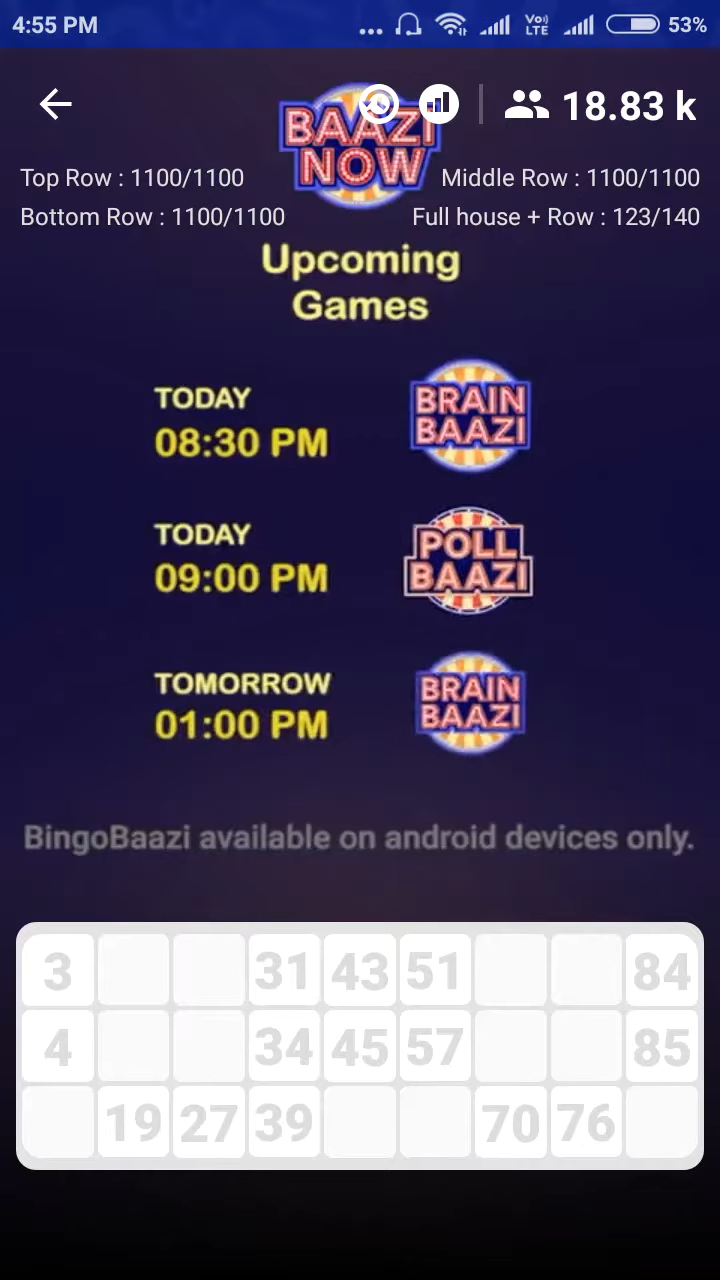 4:55 PM
Vo)) LTE
53%
BAAZI
NOW
18.83 k
Top Row : 1100/1100
Middle Row : 1100/1100
Bottom Row : 1100/1100
Full house + Row : 123/140
Upcoming
Games
TODAY
08:30 PM
BRAIN
BAAZI
TODAY
09:00 PM
POLL
BAAZI
TOMORROW
01:00 PM
BRAIN
BAAZI
BingoBaazi available on android devices only.
3 31 43 51 84
4 34 45 57 85
19 27 39 70 76